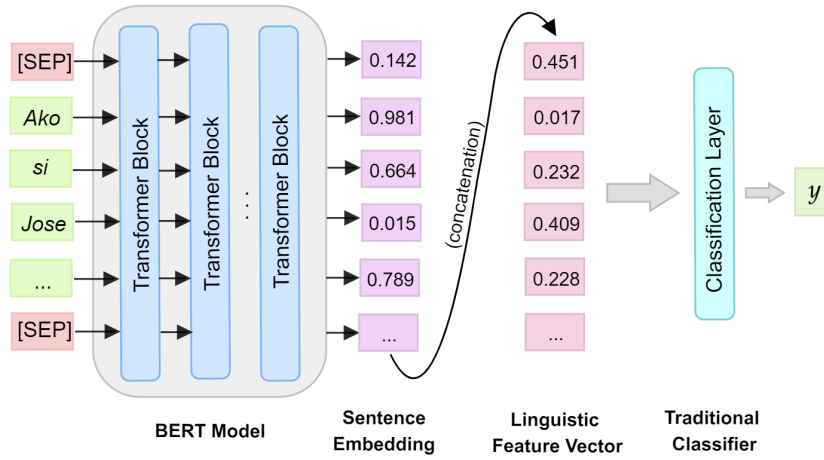 [SEP]
Ako
si
Jose
...
[SEP]
Transformer Block
Transformer Block
...
Transformer Block
0.142
0.981
0.664
0.015
0.789
...
(concatenation)
0.451
0.017
0.232
0.409
0.228
...
Classification Layer
y
BERT Model
Sentence
Embedding
Linguistic
Feature Vector
Traditional
Classifier